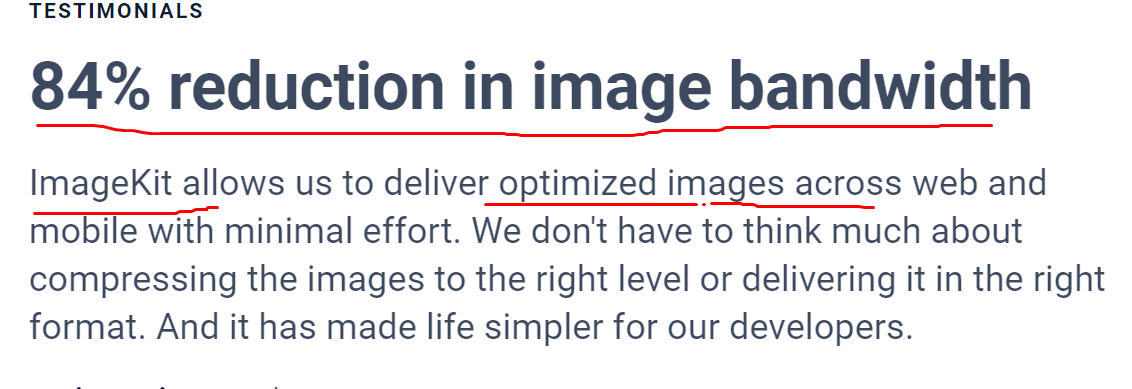 TESTIMONIALS
84% reduction in image bandwidth
ImageKit allows us to deliver optimized images across web and
mobile with minimal effort. We don't have to think much about
compressing the images to the right level or delivering it in the right
format. And it has made life simpler for our developers.